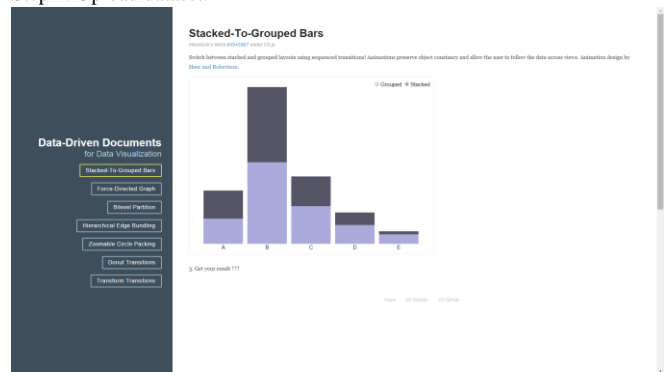 Data-Driven Documents
for Data Visualization
Stacked-To-Grouped Bars
Force-Directed Graph
Bilevel Partition
Hierarchical Edge Bundling
Zoomable Circle Packing
Donut Transitions
Transform Transitions
Stacked-To-Grouped Bars
under D3.js
Switch between stacked and grouped layouts using sequenced transitions! Animations preserve object constancy and allow the user to follow the data across views. Animation design by
Heer and Robertson.
Grouped Stacked
A B C D E
3. Get your result ???